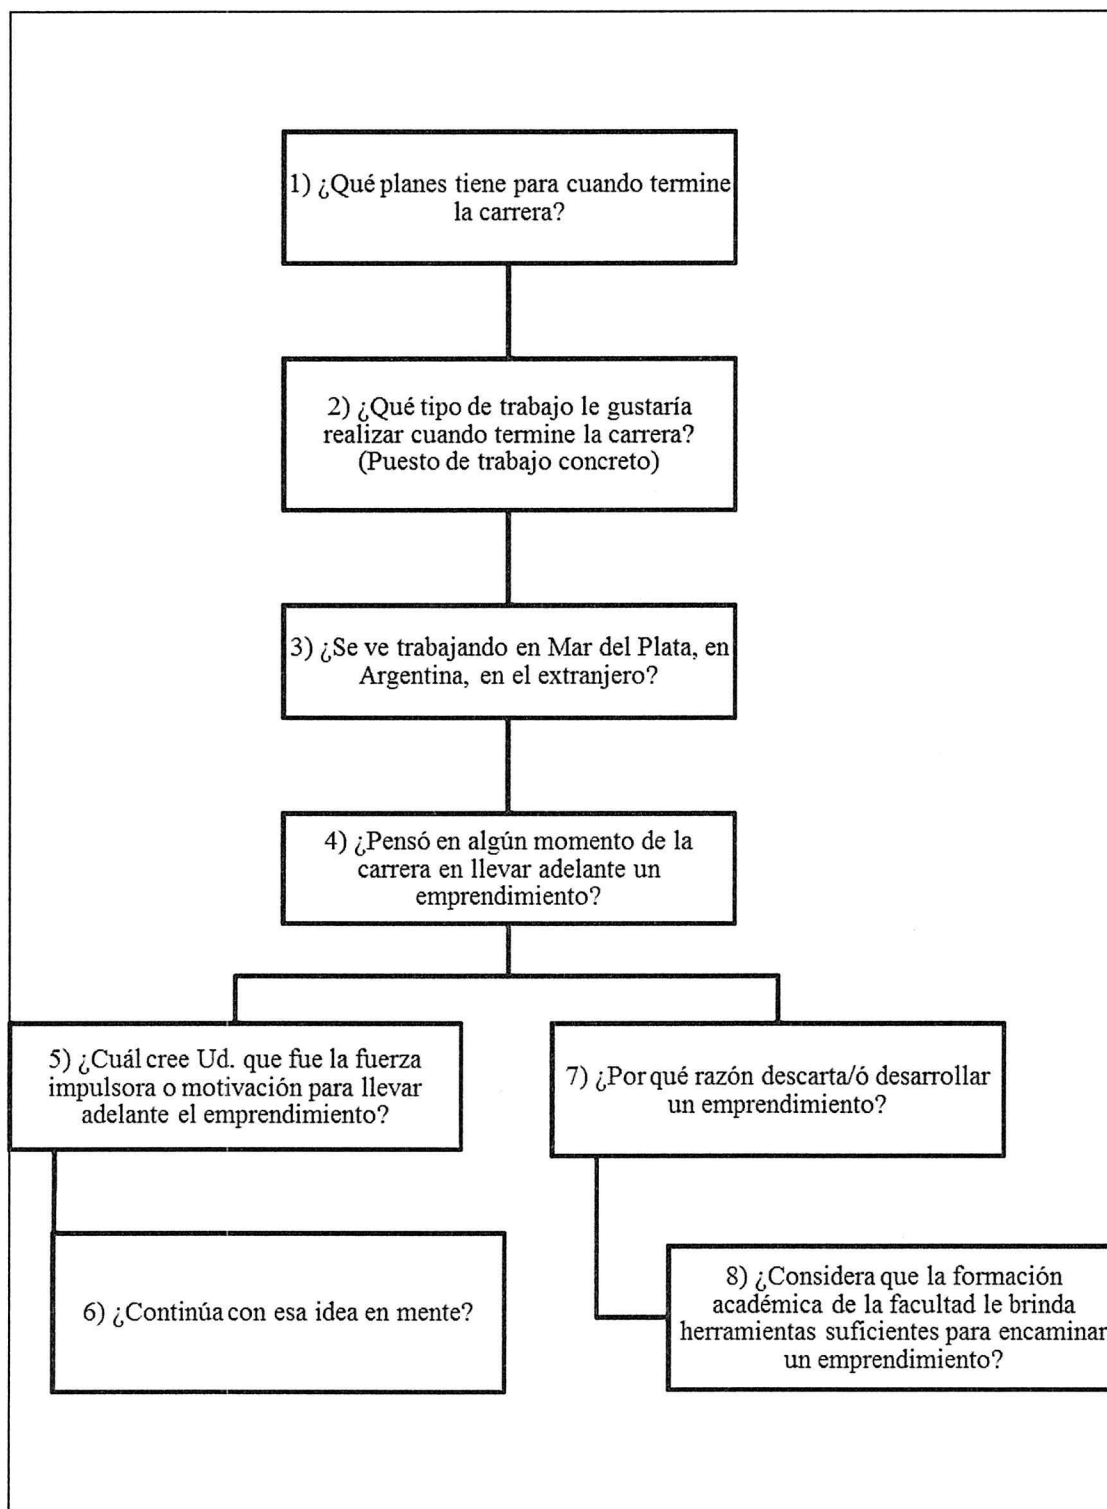 1) ¿Qué planes tiene para cuando termine
la carrera?
2) ¿Qué tipo de trabajo le gustaría
realizar cuando termine la carrera?
(Puesto de trabajo concreto)
3) ¿Se ve trabajando en Mar del Plata, en
Argentina, en el extranjero?
4) ¿Pensó en algún momento de la
carrera en llevar adelante un
emprendimiento?
5) ¿Cuál cree Ud. que fue la fuerza
impulsora o motivación para llevar
adelante el emprendimiento?
6) ¿Continúa con esa idea en mente?
7) ¿Por qué razón descarta/ó desarrollar
un emprendimiento?
8) ¿Considera que la formación
académica de la facultad le brinda
herramientas suficientes para encaminar
un emprendimiento?